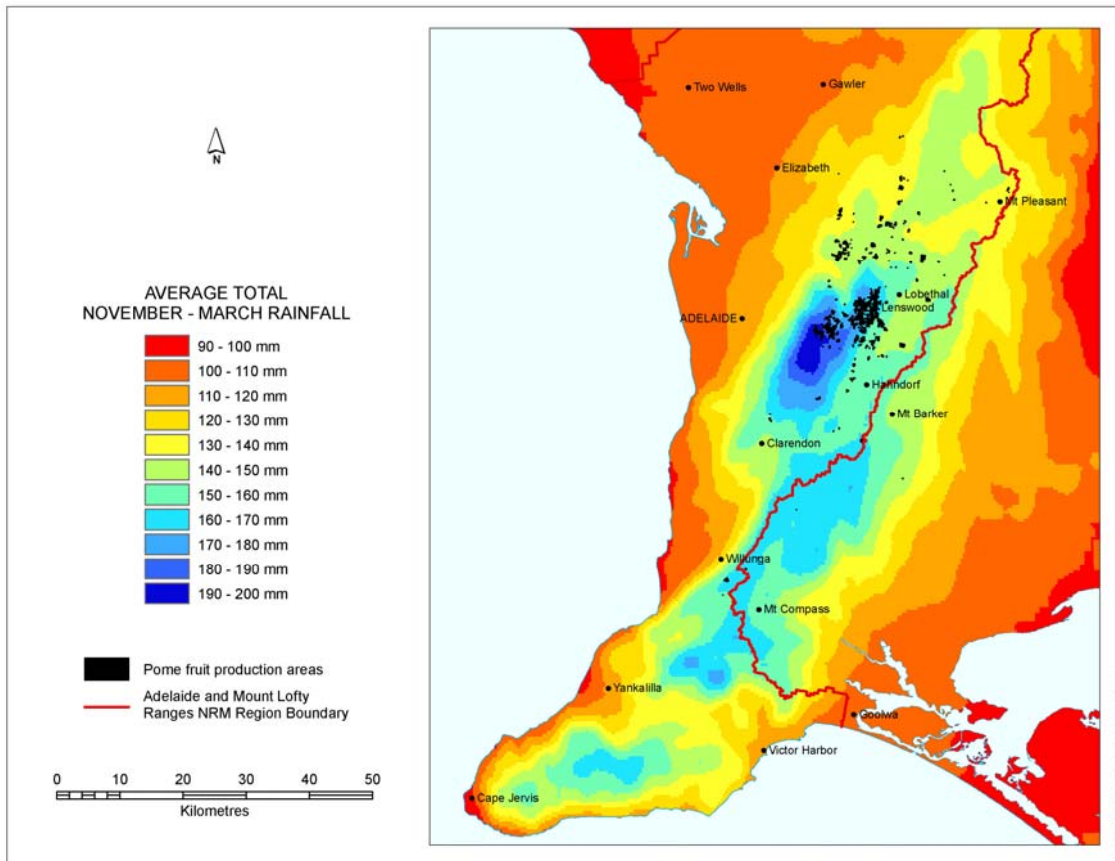 N
AVERAGE TOTAL
NOVEMBER - MARCH RAINFALL
90 - 100 mm
100 - 110 mm
110 - 120 mm
120 - 130 mm
130 - 140 mm
140 - 150 mm
150 - 160 mm
160 - 170 mm
170 - 180 mm
180 - 190 mm
190 - 200 mm
Pome fruit production areas
Adelaide and Mount Lofty
Ranges NRM Region Boundary
0 10 20 30 40 50
Kilometres
Two Wells
Gawler
Elizabeth
Mt Pleasant
Lobethal
Lenswood
ADELAIDE
Hahndorf
Mt Barker
Clarendon
Willunga
Mt Compass
Yankalilla
Goolwa
Victor Harbor
Cape Jervis